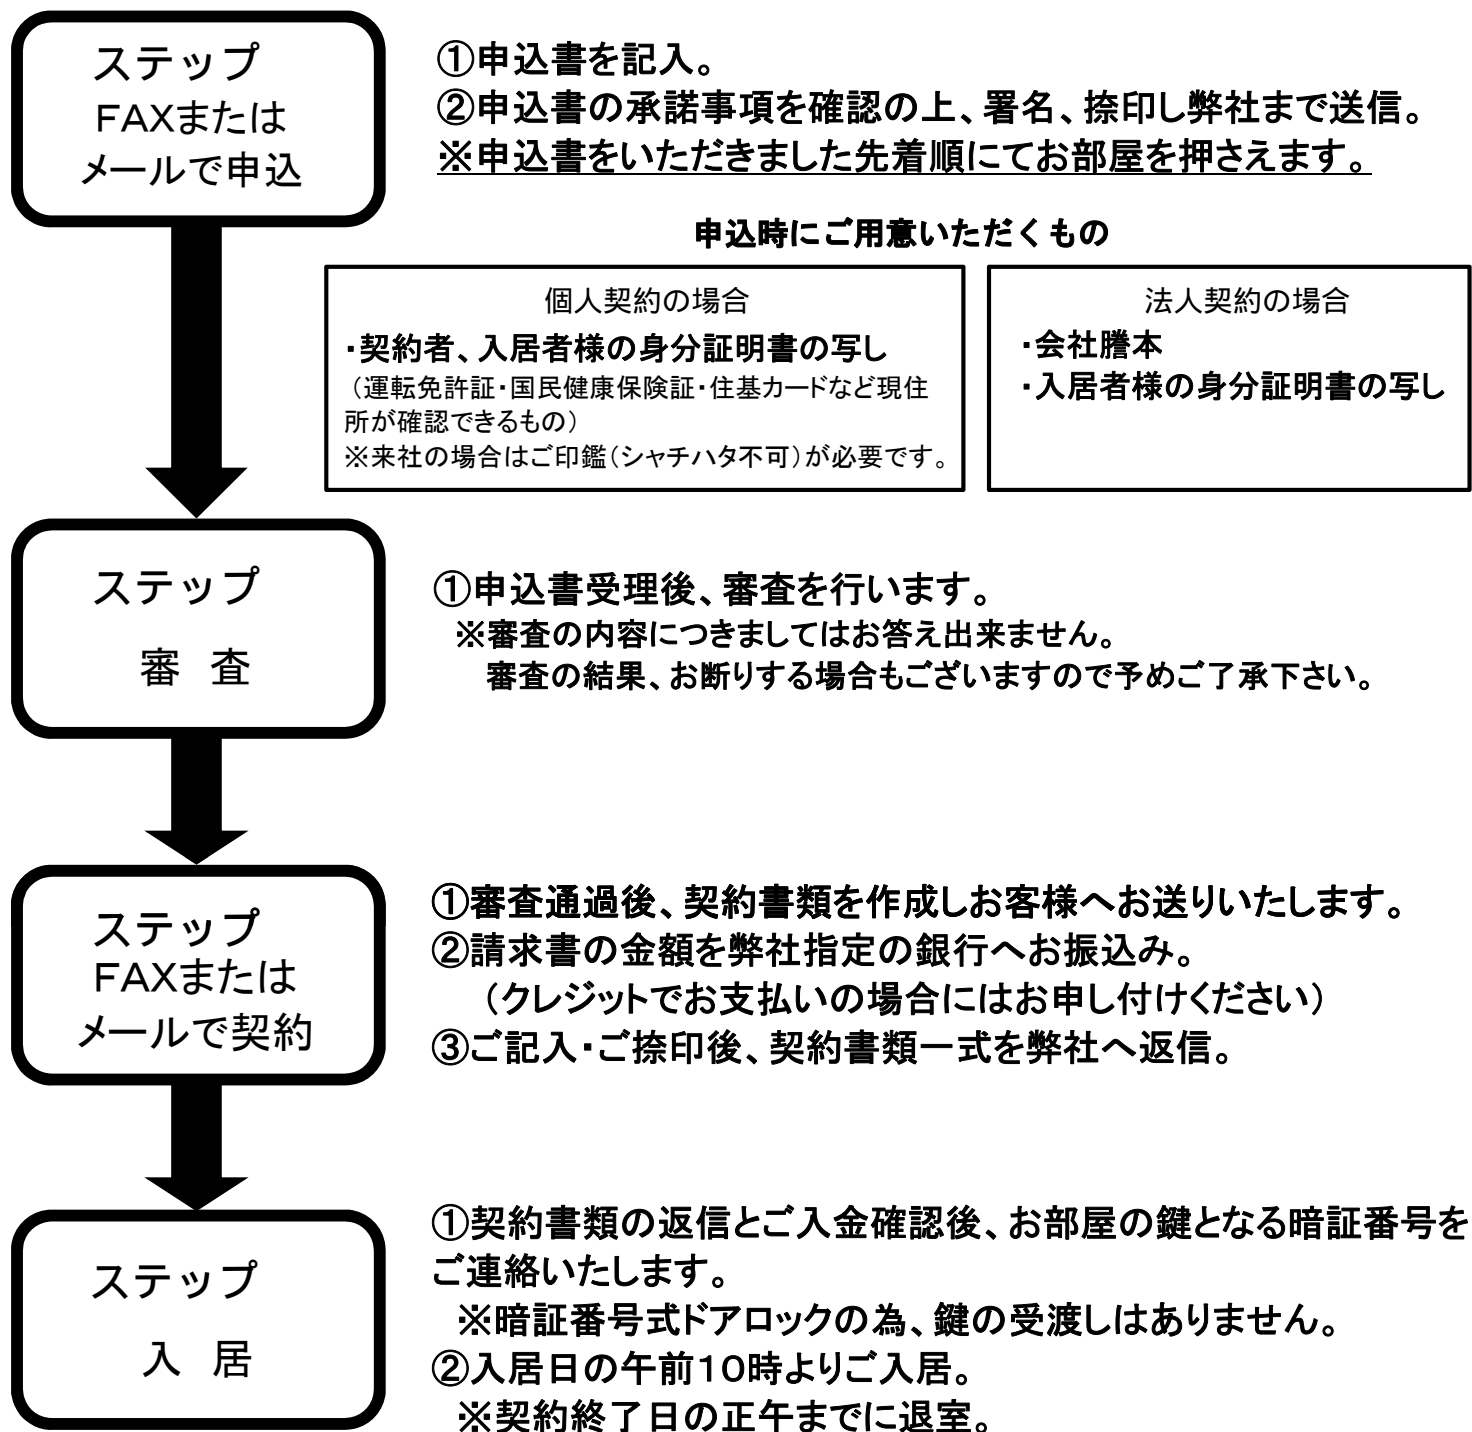 ステップ
FAXまたは
メールで申込
①申込書を記入。
②申込書の承諾事項を確認の上、署名、捺印し弊社まで送信。
※申込書をいただきました先着順にてお部屋を押さえます。
申込時にご用意いただくもの
個人契約の場合
・契約者、入居者様の身分証明書の写し
（運転免許証・国民健康保険証・住基カードなど現住
所が確認できるもの）
※来社の場合はご印鑑（シャチハタ不可）が必要です。
法人契約の場合
・会社謄本
・入居者様の身分証明書の写し
ステップ
審　査
①申込書受理後、審査を行います。
※審査の内容につきましてはお答え出来ません。
審査の結果、お断りする場合もございますので予めご了承下さい。
ステップ
FAXまたは
メールで契約
①審査通過後、契約書類を作成しお客様へお送りいたします。
②請求書の金額を弊社指定の銀行へお振込み。
（クレジットでお支払いの場合にはお申し付けください）
③ご記入・ご捺印後、契約書類一式を弊社へ返信。
ステップ
入　居
①契約書類の返信とご入金確認後、お部屋の鍵となる暗証番号を
ご連絡いたします。
※暗証番号式ドアロックの為、鍵の受渡しはありません。
②入居日の午前10時よりご入居。
※契約終了日の正午までに退室。